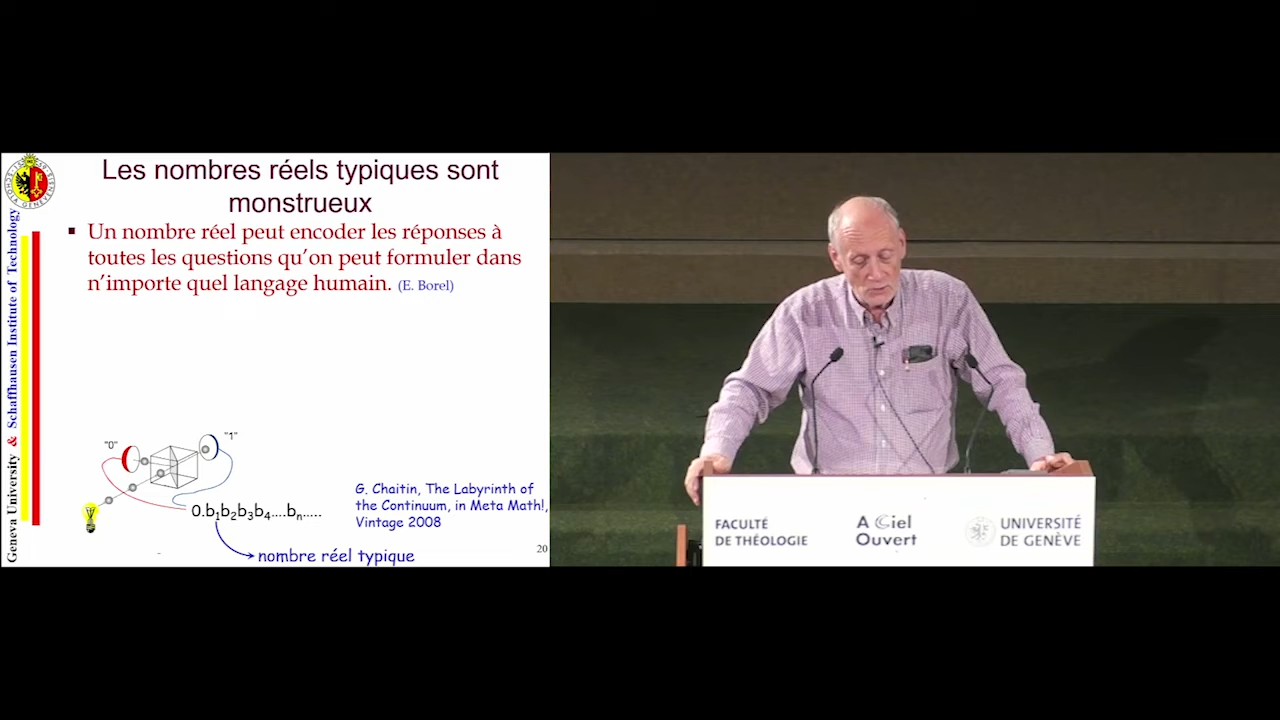 Les nombres réels typiques sont
monstrueux
▪ Un nombre réel peut encoder les réponses à
toutes les questions qu'on peut formuler dans
n'importe quel langage humain. (E. Borel)
Geneva University & Schaffhausen Institute of Technology
"0"
"1"
0.b1b2b3b4....bn.....
nombre réel typique
G. Chaitin, The Labyrinth of
the Continuum, in Meta Math!,
Vintage 2008
20
FACULTÉ
DE THÉOLOGIE
A Ciel
Ouvert
UNIVERSITÉ
DE GENÈVE